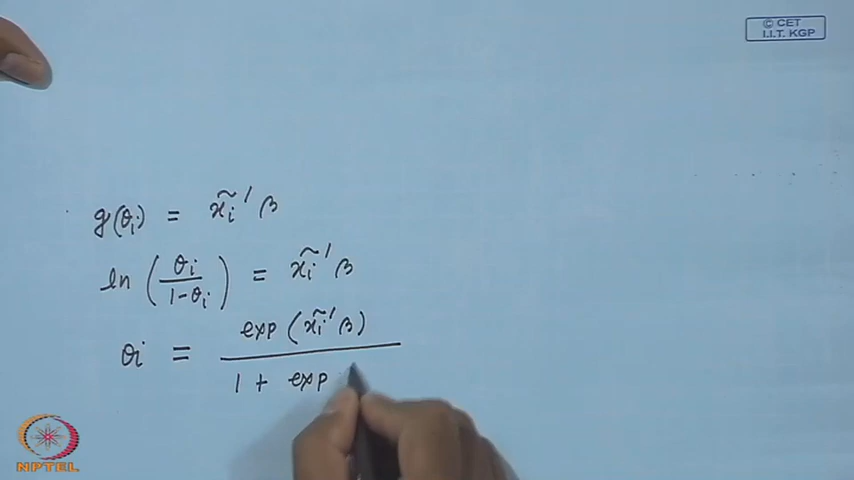 © CET
I.I.T. KGP
g(θᵢ) = x̃ᵢ′ β
ln (θᵢ / 1-θᵢ) = x̃ᵢ′ β
θᵢ = exp (x̃ᵢ′ β) / 1 + exp
NPTEL